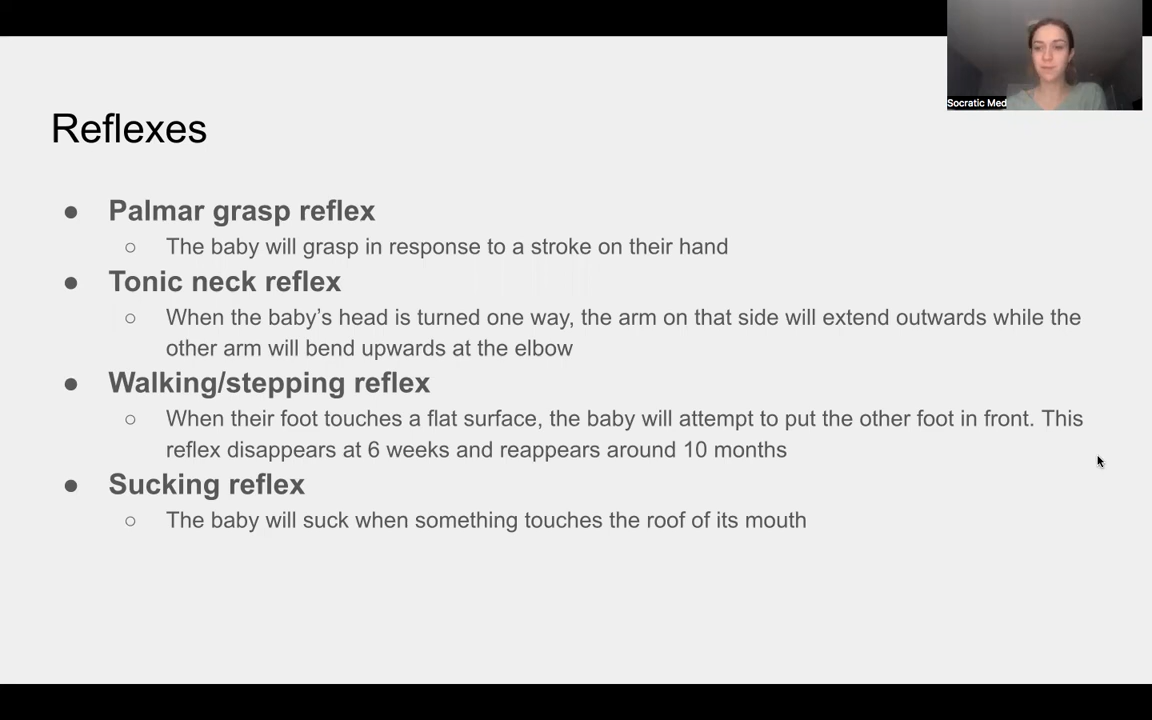 Socratic Med
Reflexes
● Palmar grasp reflex
○ The baby will grasp in response to a stroke on their hand
● Tonic neck reflex
○ When the baby’s head is turned one way, the arm on that side will extend outwards while the
other arm will bend upwards at the elbow
● Walking/stepping reflex
○ When their foot touches a flat surface, the baby will attempt to put the other foot in front. This
reflex disappears at 6 weeks and reappears around 10 months
● Sucking reflex
○ The baby will suck when something touches the roof of its mouth